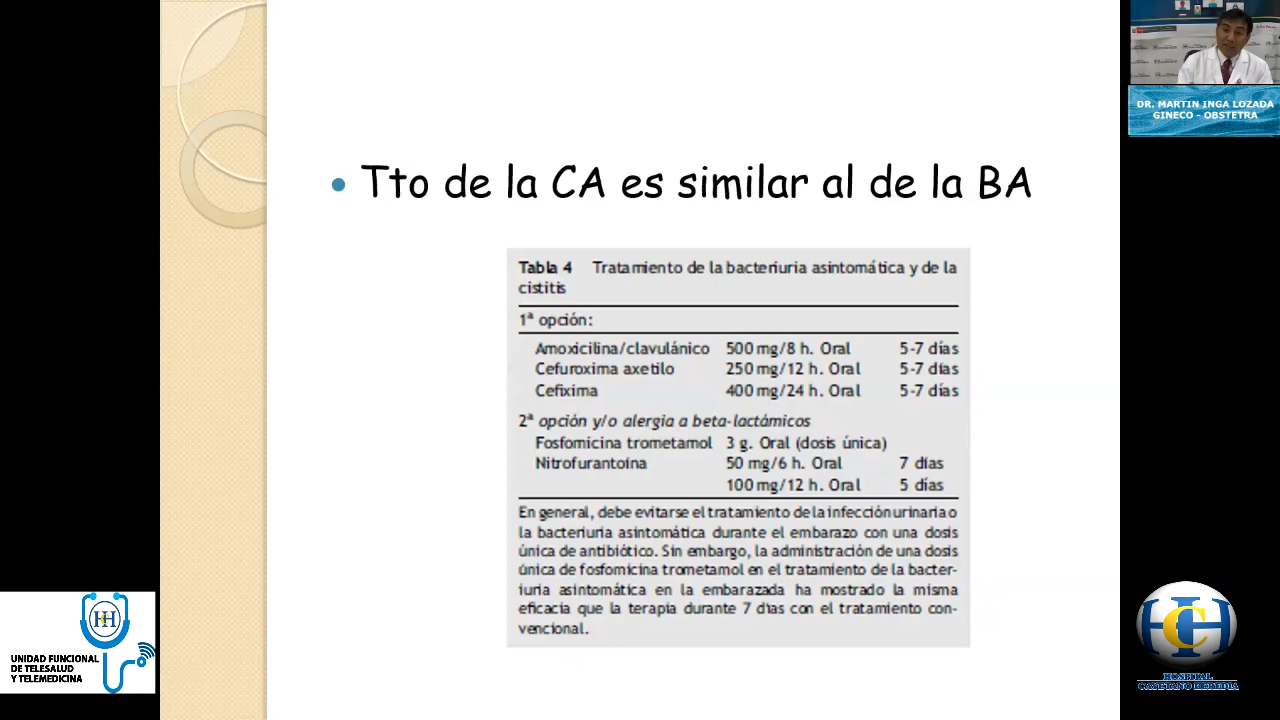 DR. MARTIN INGA LOZADA
GINECO - OBSTETRA
• Tto de la CA es similar al de la BA
Tabla 4 Tratamiento de la bacteriuria asintomática y de la
cistitis
1ª opción:
Amoxicilina/clavulánico 500 mg/8 h. Oral 5-7 días
Cefuroxima axetilo 250 mg/12 h. Oral 5-7 días
Cefixima 400 mg/24 h. Oral 5-7 días
2ª opción y/o alergia a beta-lactámicos
Fosfomicina trometamol 3 g. Oral (dosis única)
Nitrofurantoína 50 mg/6 h. Oral 7 días
100 mg/12 h. Oral 5 días
En general, debe evitarse el tratamiento de la infección urinaria o
la bacteriuria asintomática durante el embarazo con una dosis
única de antibiótico. Sin embargo, la administración de una dosis
única de fosfomicina trometamol en el tratamiento de la bacter-
iuria asintomática en la embarazada ha mostrado la misma
eficacia que la terapia durante 7 días con el tratamiento con-
vencional.
HCH
UNIDAD FUNCIONAL
DE TELESALUD
Y TELEMEDICINA
HCH
HOSPITAL
CAYETANO HEREDIA